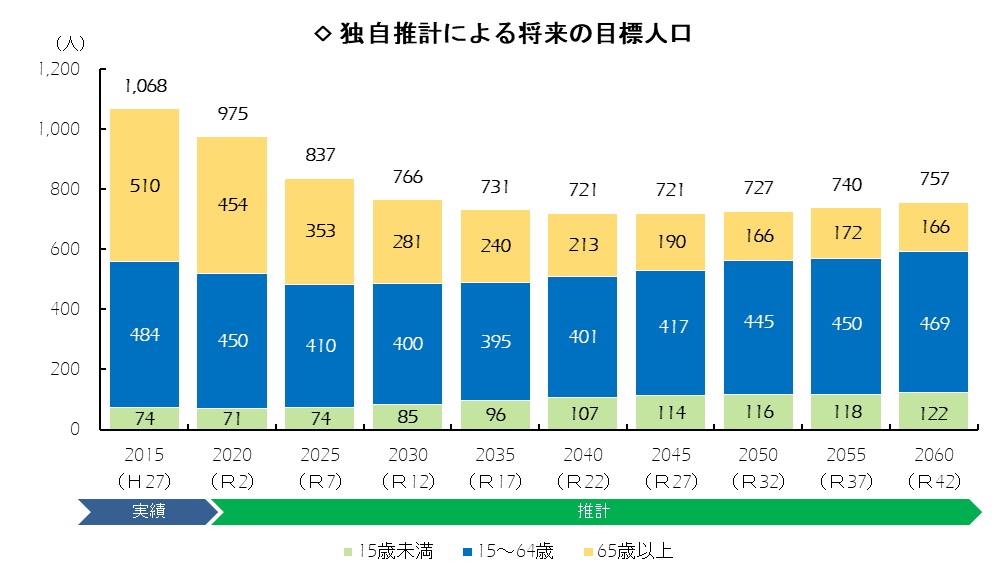 ◇ 独自推計による将来の目標人口
(人)
1,200
1,000
800
600
400
200
0
1,068 975 837 766 731 721 721 727 740 757
510 454 353 281 240 213 190 166 172 166
484 450 410 400 395 401 417 445 450 469
74 71 74 85 96 107 114 116 118 122
2015 2020 2025 2030 2035 2040 2045 2050 2055 2060
(H27) (R2) (R7) (R12) (R17) (R22) (R27) (R32) (R37) (R42)
実績 推計
15歳未満 15～64歳 65歳以上